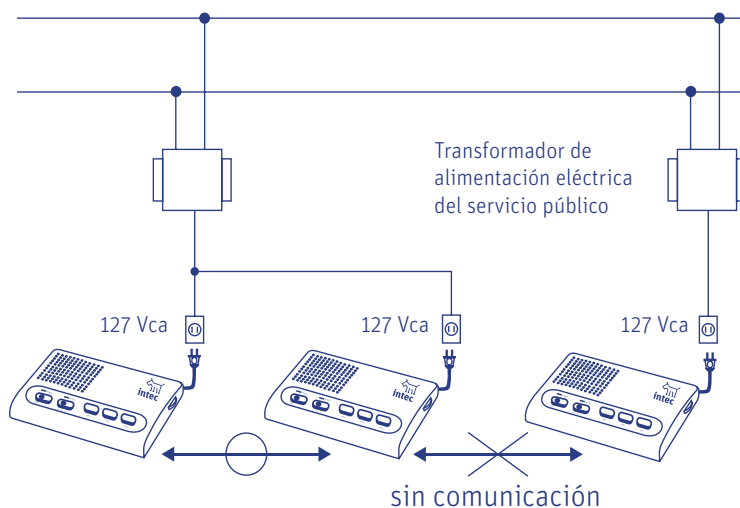 Transformador de
alimentación eléctrica
del servicio público
127 Vca
127 Vca
127 Vca
intec
intec
intec
sin comunicación